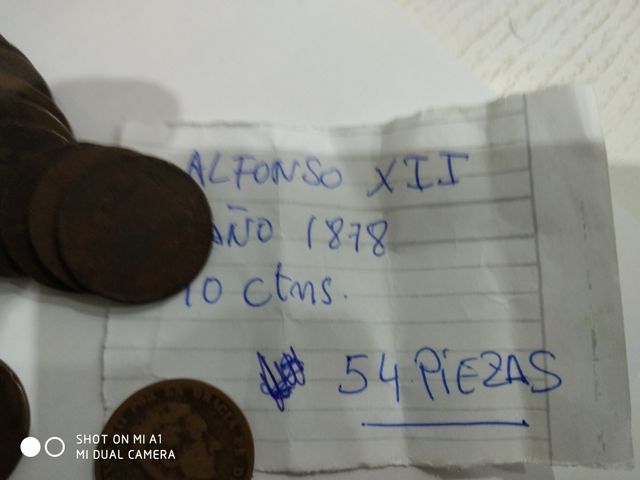 ALFONSO XII
AÑO 1878
10 ctms.
54 PiEZAS
SHOT ON MI A1
MI DUAL CAMERA